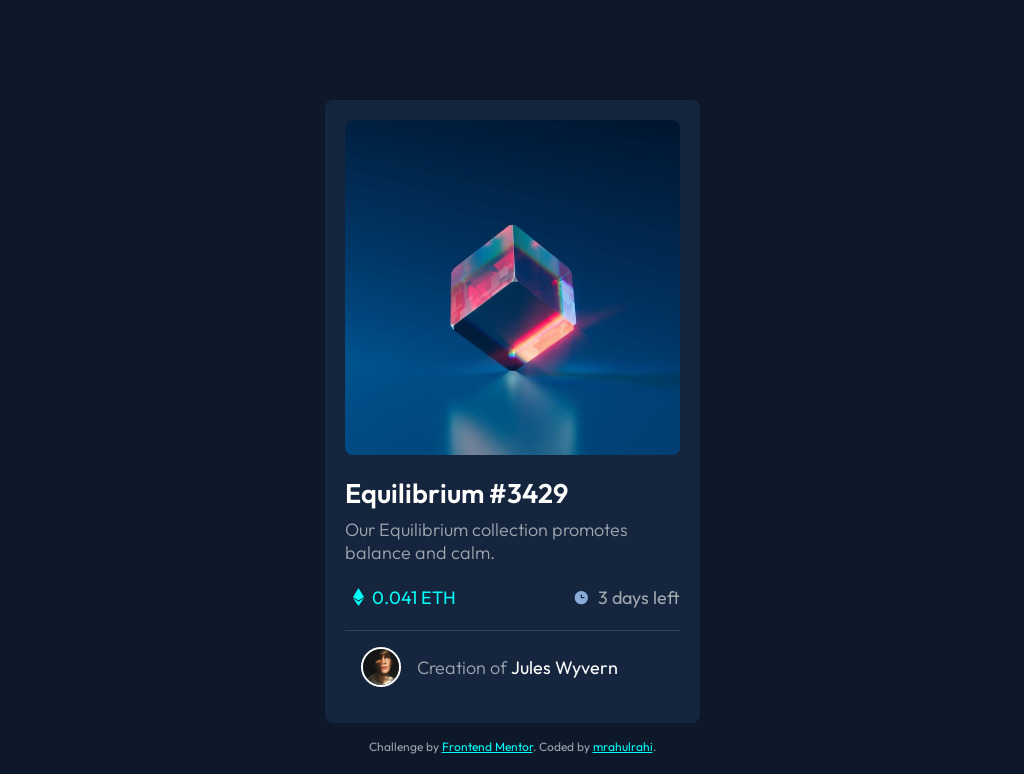 Equilibrium #3429
Our Equilibrium collection promotes
balance and calm.
0.041 ETH
3 days left
Creation of Jules Wyvern
Challenge by Frontend Mentor. Coded by mrahulrahi.